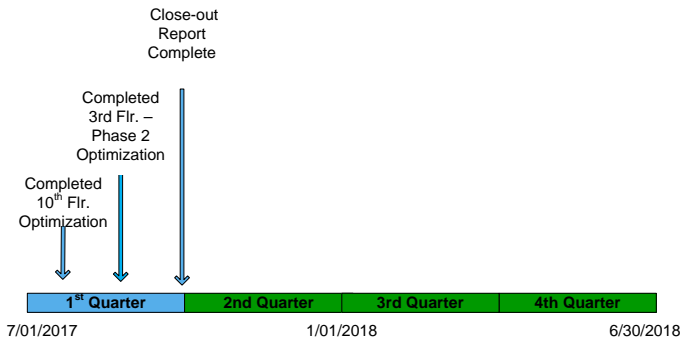 Close-out
Report
Complete
Completed
3rd Flr. –
Phase 2
Optimization
Completed
10th Flr.
Optimization
1st Quarter
2nd Quarter
3rd Quarter
4th Quarter
7/01/2017
1/01/2018
6/30/2018